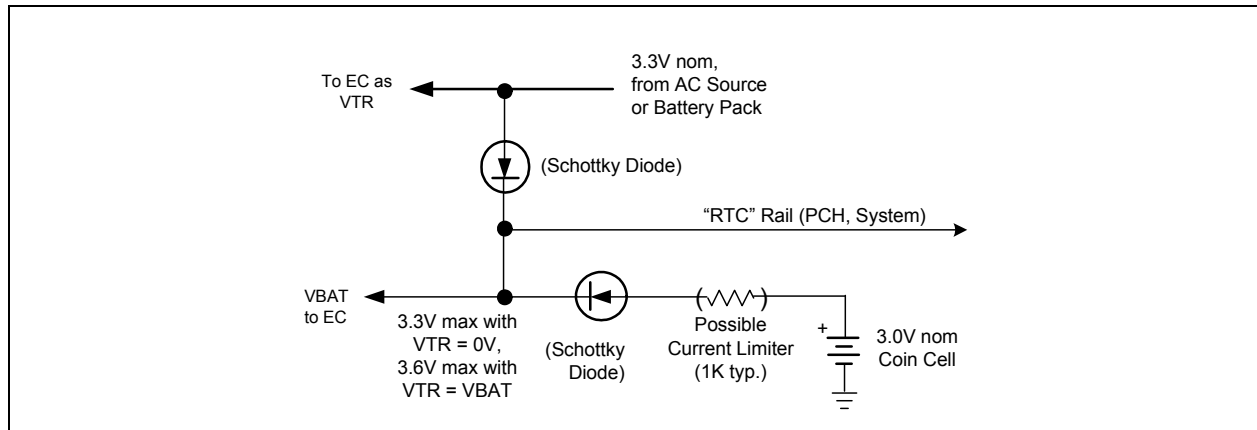 To EC as
VTR
3.3V nom,
from AC Source
or Battery Pack
(Schottky Diode)
“RTC” Rail (PCH, System)
VBAT
to EC
3.3V max with
VTR = 0V,
3.6V max with
VTR = VBAT
(Schottky
Diode)
( )
Possible
Current Limiter
(1K typ.)
+
3.0V nom
Coin Cell